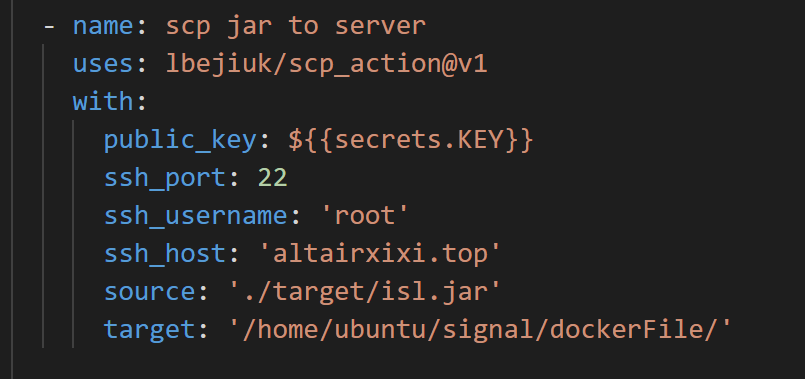 - name: scp jar to server
uses: lbejiuk/scp_action@v1
with:
public_key: ${{secrets.KEY}}
ssh_port: 22
ssh_username: 'root'
ssh_host: 'altairxixi.top'
source: './target/isl.jar'
target: '/home/ubuntu/signal/dockerFile/'